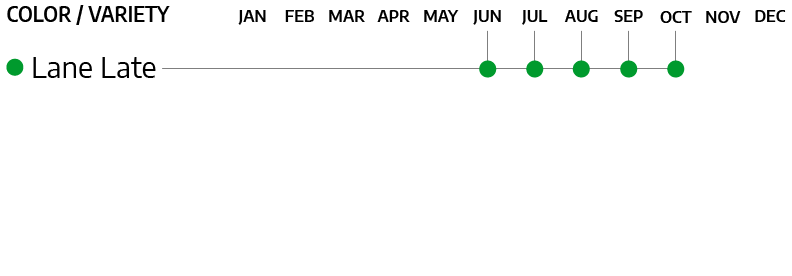 COLOR / VARIETY JAN FEB MAR APR MAY JUN JUL AUG SEP OCT NOV DEC
Lane Late